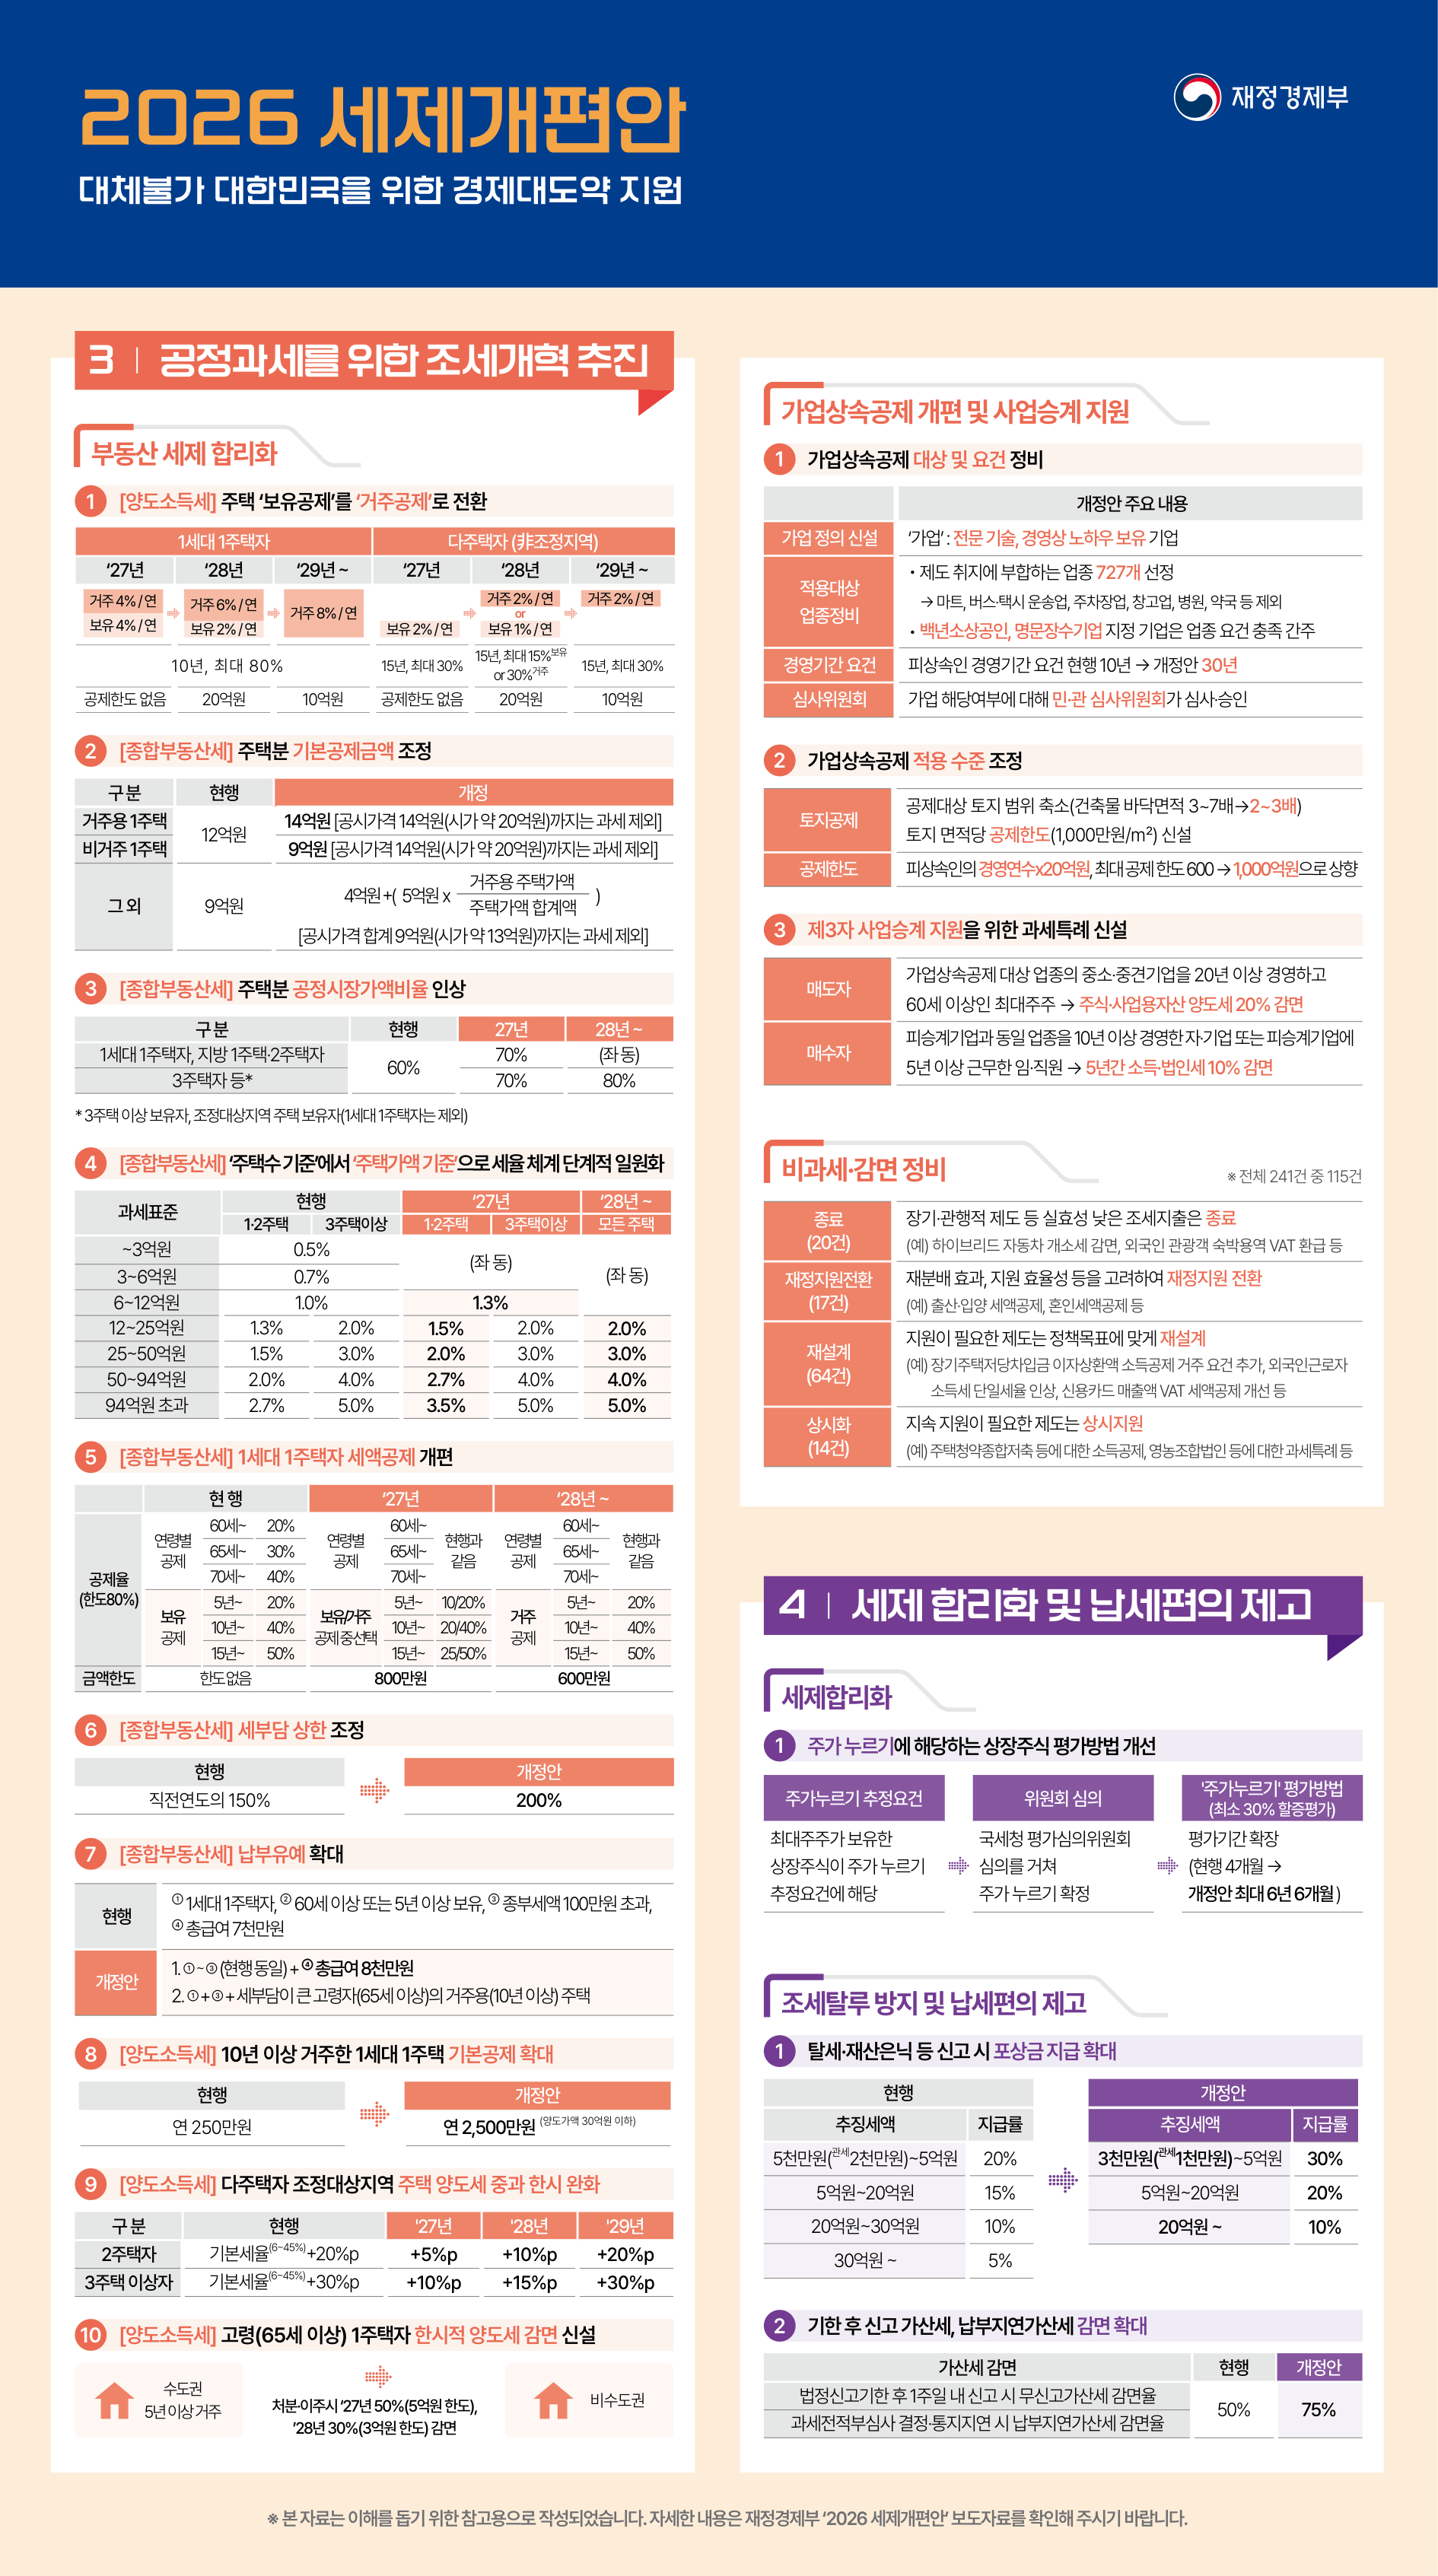 2026 세제개편안
대체불가 대한민국을 위한 경제대도약 지원
재정경제부
3 공정과세를 위한 조세개혁 추진
부동산 세제 합리화
1 [양도소득세] 주택 ‘보유공제’를 ‘거주공제’로 전환
1세대 1주택자 다주택자 (非조정지역)
‘27년 ‘28년 ‘29년 ~ ‘27년 ‘28년 ‘29년 ~
거주 4% / 연 거주 6% / 연 거주 8% / 연 거주 2% / 연 거주 2% / 연
or
보유 4% / 연 보유 2% / 연 보유 2% / 연 보유 1% / 연
10년, 최대 80% 15년, 최대 30% 15년, 최대 15%보유 15년, 최대 30%
or 30%거주
공제한도 없음 20억원 10억원 공제한도 없음 20억원 10억원
2 [종합부동산세] 주택분 기본공제금액 조정
구 분 현행 개정
거주용 1주택 12억원 14억원 [공시가격 14억원(시가 약 20억원)까지는 과세 제외]
비거주 1주택 9억원 [공시가격 14억원(시가 약 20억원)까지는 과세 제외]
그 외 9억원 4억원 +( 5억원 x 거주용 주택가액 )
주택가액 합계액
[공시가격 합계 9억원(시가 약 13억원)까지는 과세 제외]
3 [종합부동산세] 주택분 공정시장가액비율 인상
구 분 현행 27년 28년 ~
1세대 1주택자, 지방 1주택·2주택자 60% 70% (좌 동)
3주택자 등* 70% 80%
* 3주택 이상 보유자, 조정대상지역 주택 보유자(1세대 1주택자는 제외)
4 [종합부동산세] ‘주택수 기준’에서 ‘주택가액 기준’으로 세율 체계 단계적 일원화
과세표준 현행 ‘27년 ‘28년 ~
1·2주택 3주택이상 1·2주택 3주택이상 모든 주택
~3억원 0.5% (좌 동) (좌 동)
3~6억원 0.7%
6~12억원 1.0% 1.3%
12~25억원 1.3% 2.0% 1.5% 2.0% 2.0%
25~50억원 1.5% 3.0% 2.0% 3.0% 3.0%
50~94억원 2.0% 4.0% 2.7% 4.0% 4.0%
94억원 초과 2.7% 5.0% 3.5% 5.0% 5.0%
5 [종합부동산세] 1세대 1주택자 세액공제 개편
현 행 ‘27년 ‘28년 ~
공제율
(한도80%)
연령별 공제 60세~ 20% 연령별 공제 60세~ 현행과 같음 연령별 공제 60세~ 현행과 같음
65세~ 30% 65세~ 65세~
70세~ 40% 70세~ 70세~
보유 공제 5년~ 20% 보유/거주 공제 중 선택 5년~ 10/20% 거주 공제 5년~ 20%
10년~ 40% 10년~ 20/40% 10년~ 40%
15년~ 50% 15년~ 25/50% 15년~ 50%
금액한도 한도 없음 800만원 600만원
6 [종합부동산세] 세부담 상한 조정
현행 개정안
직전연도의 150% 200%
7 [종합부동산세] 납부유예 확대
현행 ① 1세대 1주택자, ② 60세 이상 또는 5년 이상 보유, ③ 종부세액 100만원 초과,
④ 총급여 7천만원
개정안 1. ①~③ (현행 동일) + ④ 총급여 8천만원
2. ① + ③ + 세부담이 큰 고령자(65세 이상)의 거주용(10년 이상) 주택
8 [양도소득세] 10년 이상 거주한 1세대 1주택 기본공제 확대
현행 개정안
연 250만원 연 2,500만원 (양도가액 30억원 이하)
9 [양도소득세] 다주택자 조정대상지역 주택 양도세 중과 한시 완화
구 분 현행 '27년 '28년 '29년
2주택자 기본세율(6~45%)+20%p +5%p +10%p +20%p
3주택 이상자 기본세율(6~45%)+30%p +10%p +15%p +30%p
10 [양도소득세] 고령(65세 이상) 1주택자 한시적 양도세 감면 신설
수도권
5년 이상 거주
처분·이주시 ‘27년 50%(5억원 한도),
’28년 30%(3억원 한도) 감면
비수도권
가업상속공제 개편 및 사업승계 지원
1 가업상속공제 대상 및 요건 정비
개정안 주요 내용
가업 정의 신설 ‘가업’ : 전문 기술, 경영상 노하우 보유 기업
적용대상
업종정비
• 제도 취지에 부합하는 업종 727개 선정
→ 마트, 버스·택시 운송업, 주차장업, 창고업, 병원, 약국 등 제외
• 백년소상공인, 명문장수기업 지정 기업은 업종 요건 충족 간주
경영기간 요건 피상속인 경영기간 요건 현행 10년 → 개정안 30년
심사위원회 가업 해당여부에 대해 민·관 심사위원회가 심사·승인
2 가업상속공제 적용 수준 조정
토지공제 공제대상 토지 범위 축소(건축물 바닥면적 3~7배→2~3배)
토지 면적당 공제한도(1,000만원/m²) 신설
공제한도 피상속인의 경영연수x20억원, 최대 공제 한도 600 → 1,000억원으로 상향
3 제3자 사업승계 지원을 위한 과세특례 신설
매도자 가업상속공제 대상 업종의 중소·중견기업을 20년 이상 경영하고
60세 이상인 최대주주 → 주식·사업용자산 양도세 20% 감면
매수자 피승계기업과 동일 업종을 10년 이상 경영한 자·기업 또는 피승계기업에
5년 이상 근무한 임·직원 → 5년간 소득·법인세 10% 감면
비과세·감면 정비
※ 전체 241건 중 115건
종료
(20건)
장기·관행적 제도 등 실효성 낮은 조세지출은 종료
(예) 하이브리드 자동차 개소세 감면, 외국인 관광객 숙박용역 VAT 환급 등
재정지원전환
(17건)
재분배 효과, 지원 효율성 등을 고려하여 재정지원 전환
(예) 출산·입양 세액공제, 혼인세액공제 등
재설계
(64건)
지원이 필요한 제도는 정책목표에 맞게 재설계
(예) 장기주택저당차입금 이자상환액 소득공제 거주 요건 추가, 외국인근로자
소득세 단일세율 인상, 신용카드 매출액 VAT 세액공제 개선 등
상시화
(14건)
지속 지원이 필요한 제도는 상시지원
(예) 주택청약종합저축 등에 대한 소득공제, 영농조합법인 등에 대한 과세특례 등
4 세제 합리화 및 납세편의 제고
세제합리화
1 주가 누르기에 해당하는 상장주식 평가방법 개선
주가누르기 추정요건
최대주주가 보유한
상장주식이 주가 누르기
추정요건에 해당
위원회 심의
국세청 평가심의위원회
심의를 거쳐
주가 누르기 확정
'주가누르기' 평가방법
(최소 30% 할증평가)
평가기간 확장
(현행 4개월 →
개정안 최대 6년 6개월 )
조세탈루 방지 및 납세편의 제고
1 탈세·재산은닉 등 신고 시 포상금 지급 확대
현행 개정안
추징세액 지급률 추징세액 지급률
5천만원(관세2천만원)~5억원 20% 3천만원(관세1천만원)~5억원 30%
5억원~20억원 15% 5억원~20억원 20%
20억원~30억원 10% 20억원 ~ 10%
30억원 ~ 5%
2 기한 후 신고 가산세, 납부지연가산세 감면 확대
가산세 감면 현행 개정안
법정신고기한 후 1주일 내 신고 시 무신고가산세 감면율 50% 75%
과세전적부심사 결정·통지지연 시 납부지연가산세 감면율
※ 본 자료는 이해를 돕기 위한 참고용으로 작성되었습니다. 자세한 내용은 재정경제부 ‘2026 세제개편안‘ 보도자료를 확인해 주시기 바랍니다.